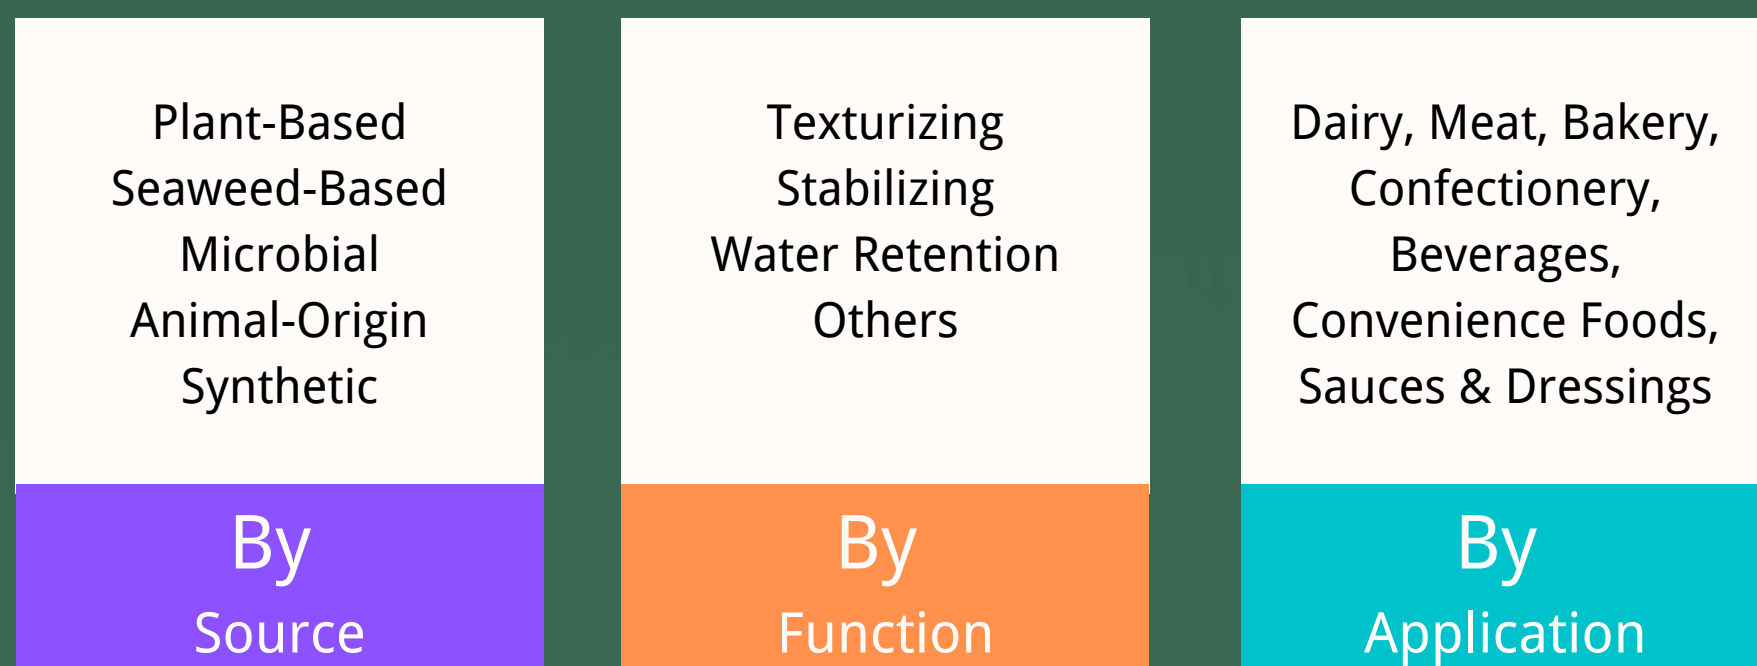 Plant-Based
Seaweed-Based
Microbial
Animal-Origin
Synthetic
By
Source
Texturizing
Stabilizing
Water Retention
Others
By
Function
Dairy, Meat, Bakery,
Confectionery,
Beverages,
Convenience Foods,
Sauces & Dressings
By
Application